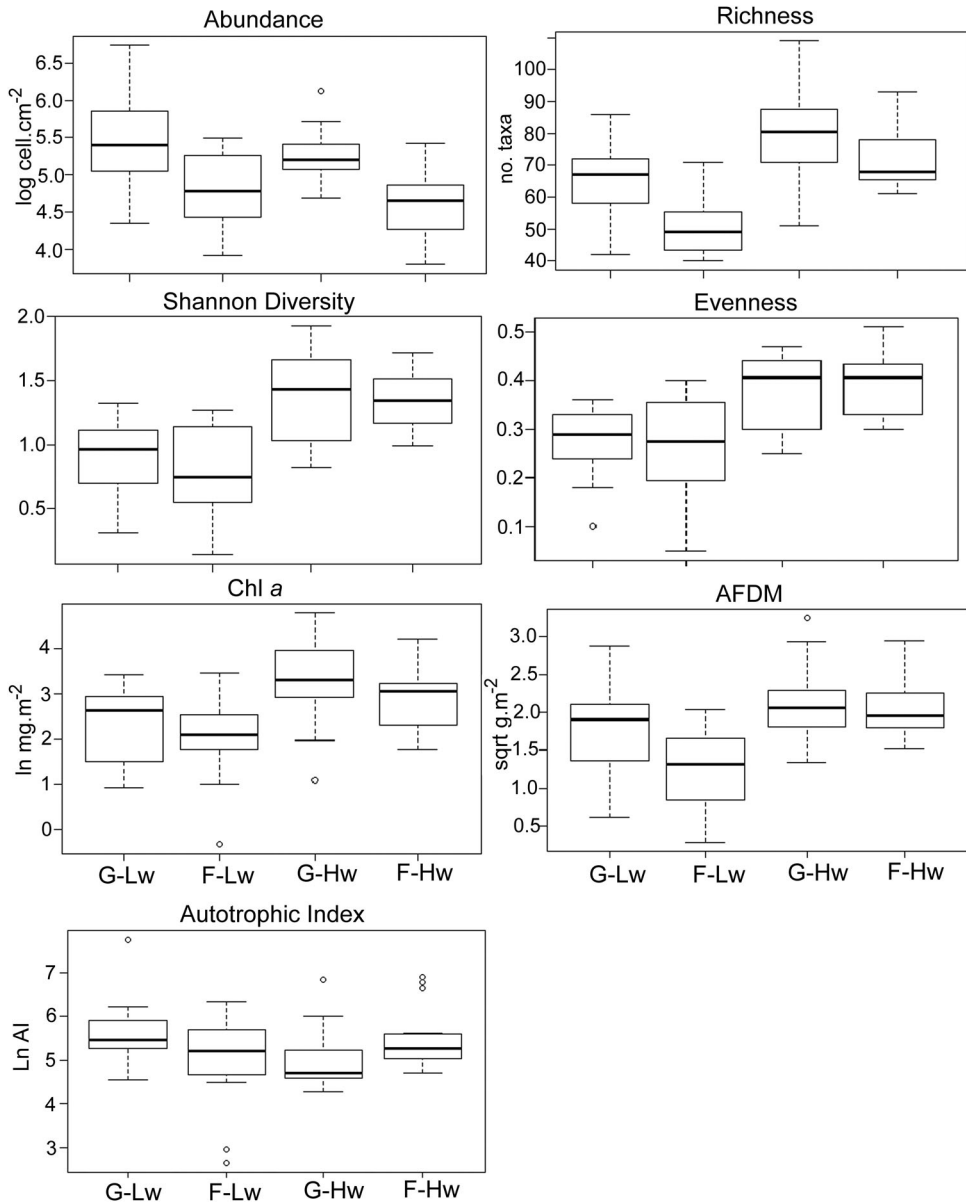 Abundance
log cell.cm-2
6.5
6.0
5.5
5.0
4.5
4.0
Richness
no. taxa
100
90
80
70
60
50
40
Shannon Diversity
2.0
1.5
1.0
0.5
Evenness
0.5
0.4
0.3
0.2
0.1
Chl a
ln mg.m-2
4
3
2
1
0
G-Lw F-Lw G-Hw F-Hw
AFDM
sqrt g.m-2
3.0
2.5
2.0
1.5
1.0
0.5
G-Lw F-Lw G-Hw F-Hw
Autotrophic Index
Ln AI
7
6
5
4
3
G-Lw F-Lw G-Hw F-Hw